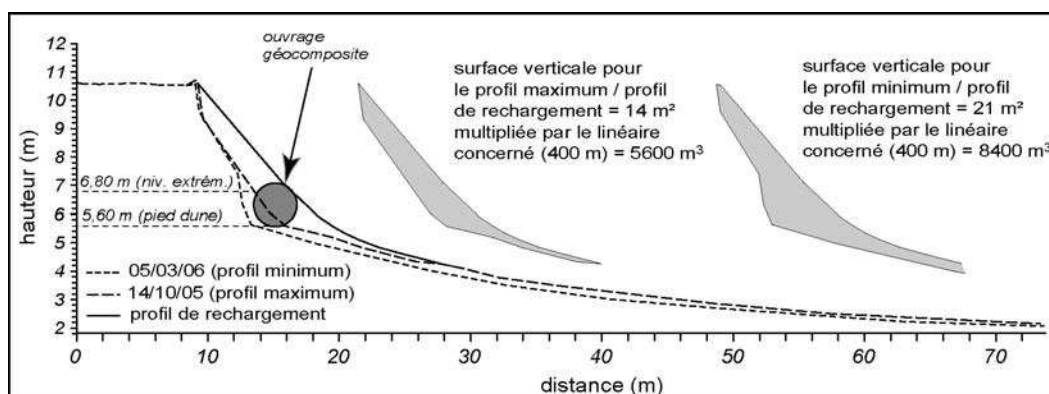 12
11
10
9
8
7
6
5
4
3
2
hauteur (m)
ouvrage
géocomposite
surface verticale pour
le profil maximum / profil
de rechargement = 14 m²
multipliée par le linéaire
concerné (400 m) = 5600 m³
surface verticale pour
le profil minimum / profil
de rechargement = 21 m²
multipliée par le linéaire
concerné (400 m) = 8400 m³
6,80 m (niv. extrêm.)
5,60 m (pied dune)
05/03/06 (profil minimum)
14/10/05 (profil maximum)
profil de rechargement
0 10 20 30 40 50 60 70
distance (m)